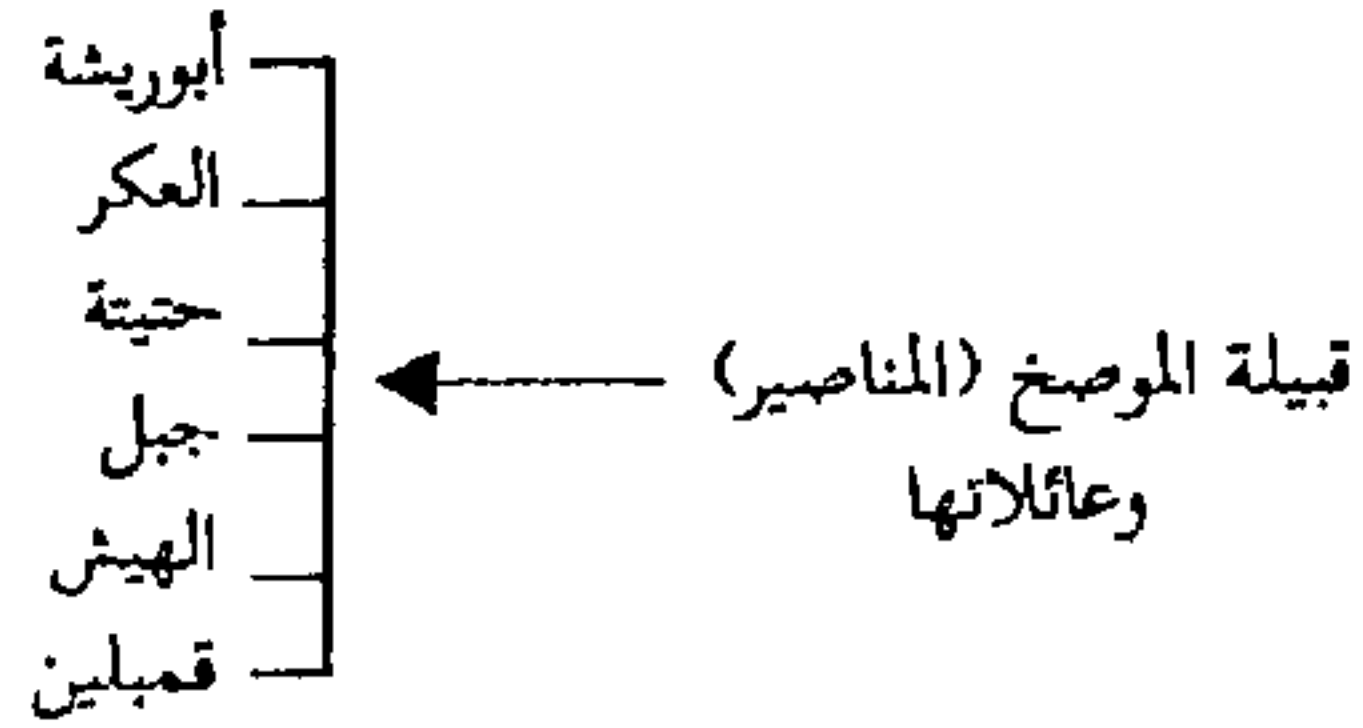 قبيلة الموصخ (المناصير)
وعائلاتها
أبوريشة
العكر
حتيتة
جبل
الهيش
قمبلين